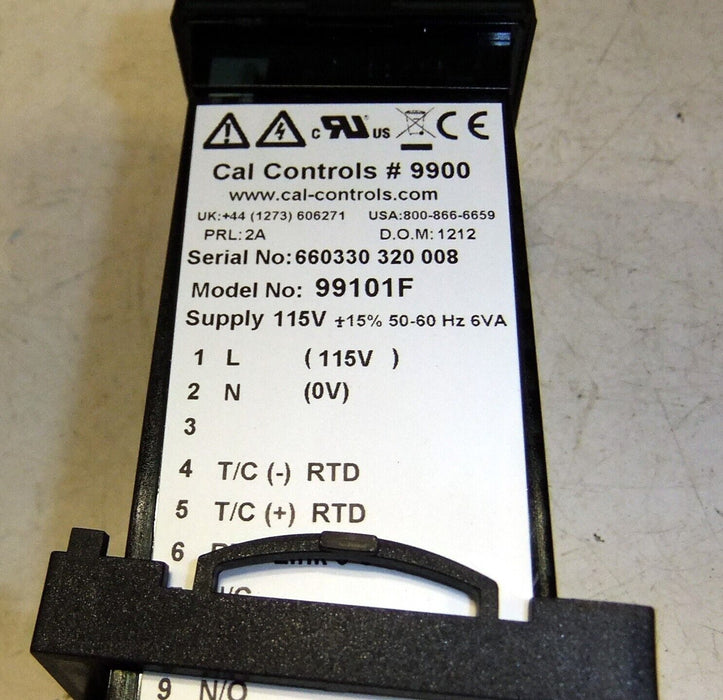 c RU US CE
Cal Controls # 9900
www.cal-controls.com
UK:+44 (1273) 606271 USA:800-866-6659
PRL:2A D.O.M:1212
Serial No:660330 320 008
Model No: 99101F
Supply 115V ±15% 50-60 Hz 6VA
1 L (115V )
2 N (0V)
3
4 T/C (-) RTD
5 T/C (+) RTD
6
9 N/O